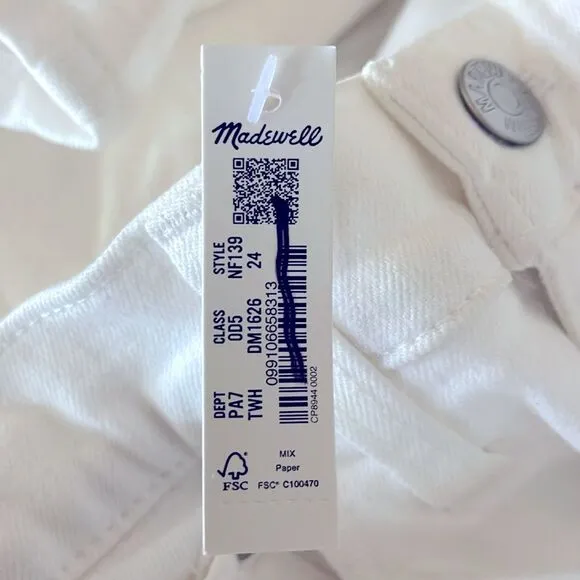 Madewell
DEPT CLASS STYLE
PA7 0D5 NF139
TWH DM1626 24
099106658313
CP8944 0002
MIX
Paper
FSC
FSC® C100470